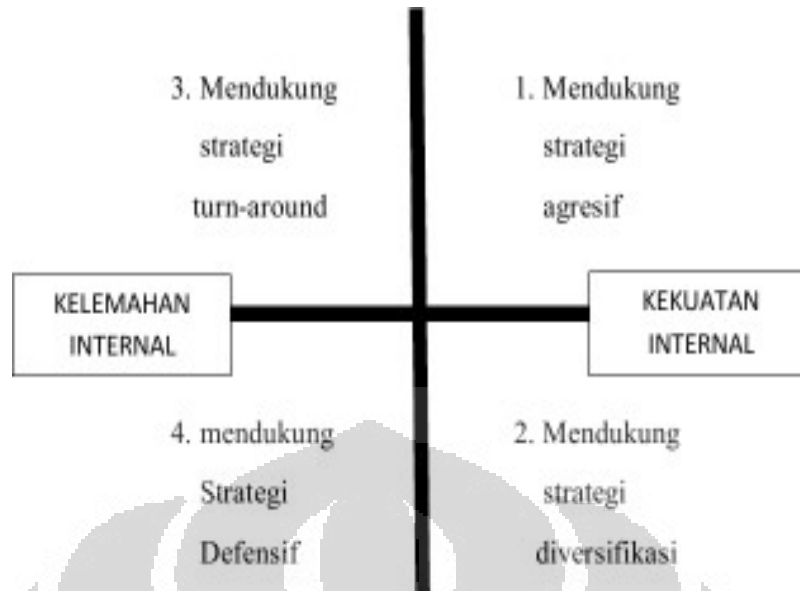 3. Mendukung
strategi
turn-around
1. Mendukung
strategi
agresif
KELEMAHAN
INTERNAL
KEKUATAN
INTERNAL
4. mendukung
Strategi
Defensif
2. Mendukung
strategi
diversifikasi